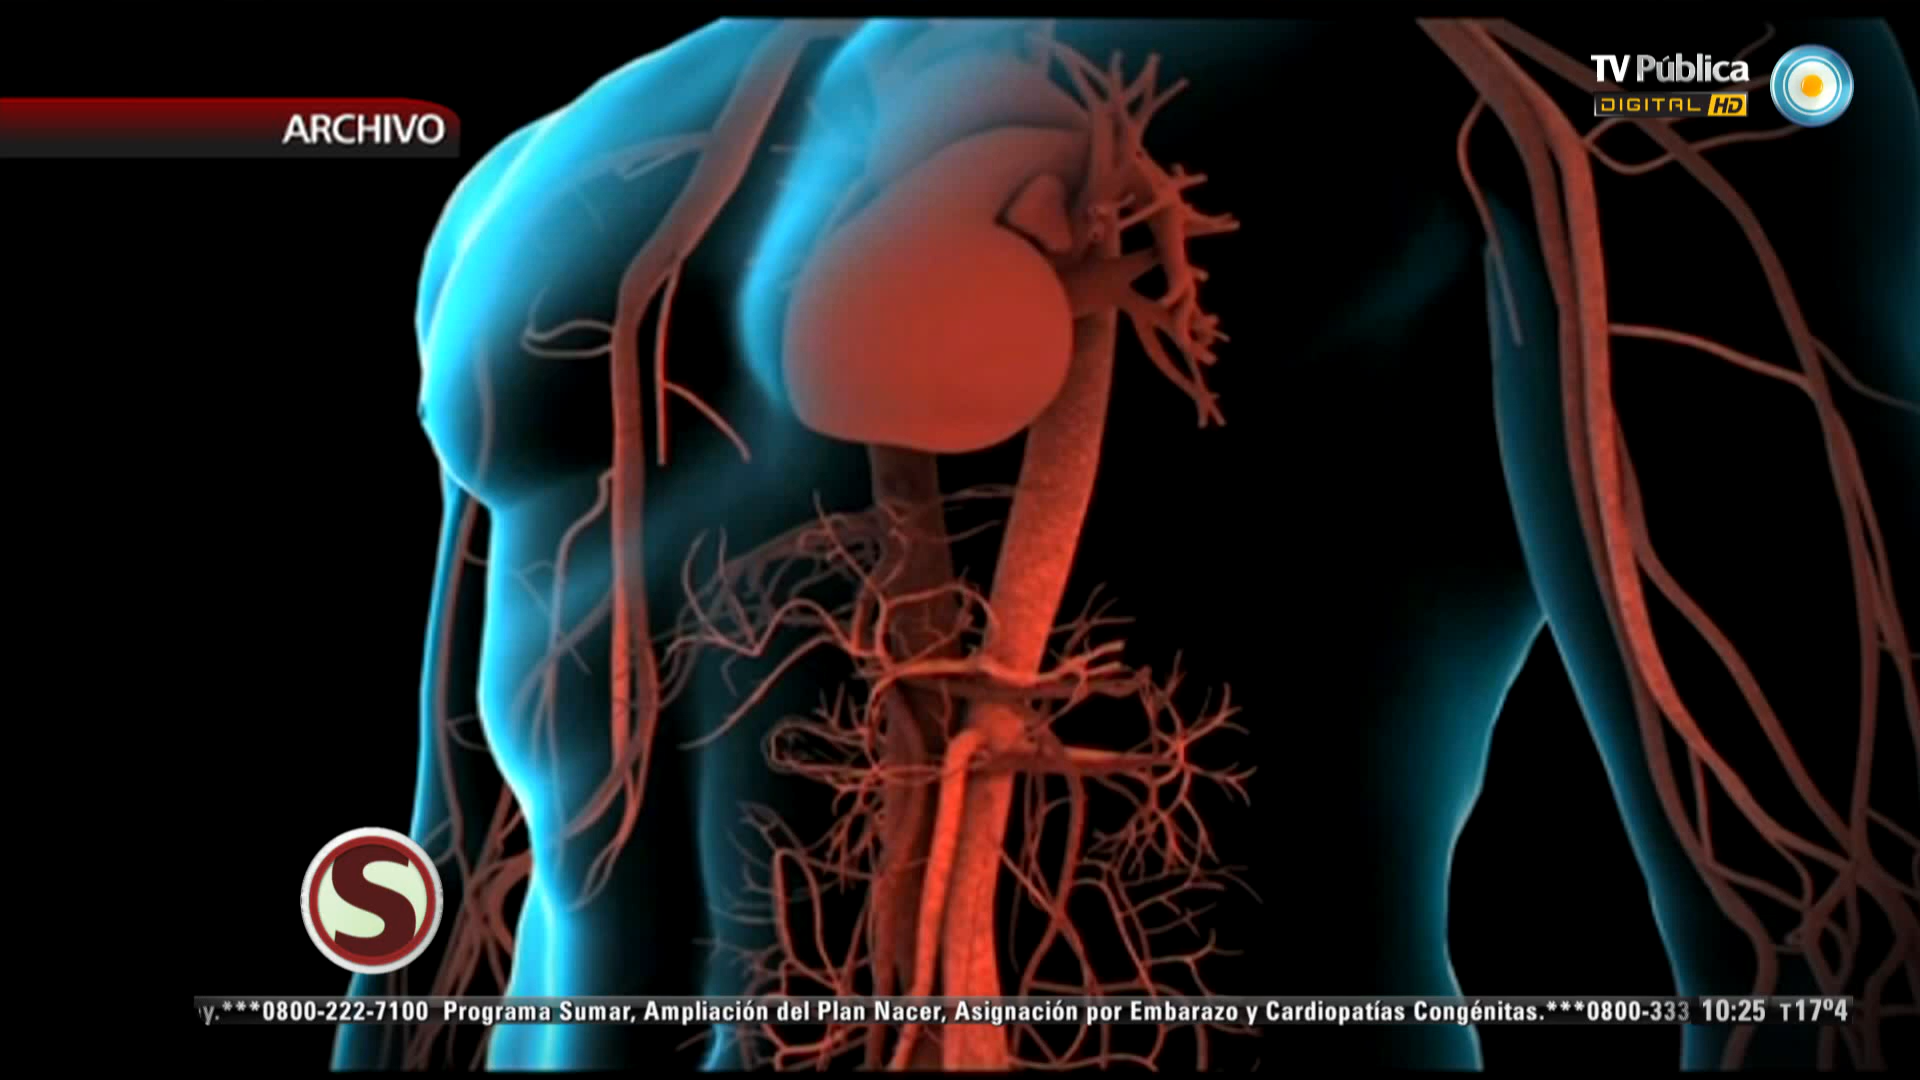 TV Pública
DIGITAL HD
ARCHIVO
S
y.***0800-222-7100 Programa Sumar, Ampliación del Plan Nacer, Asignación por Embarazo y Cardiopatías Congénitas.***0800-333 10:25 T17º4